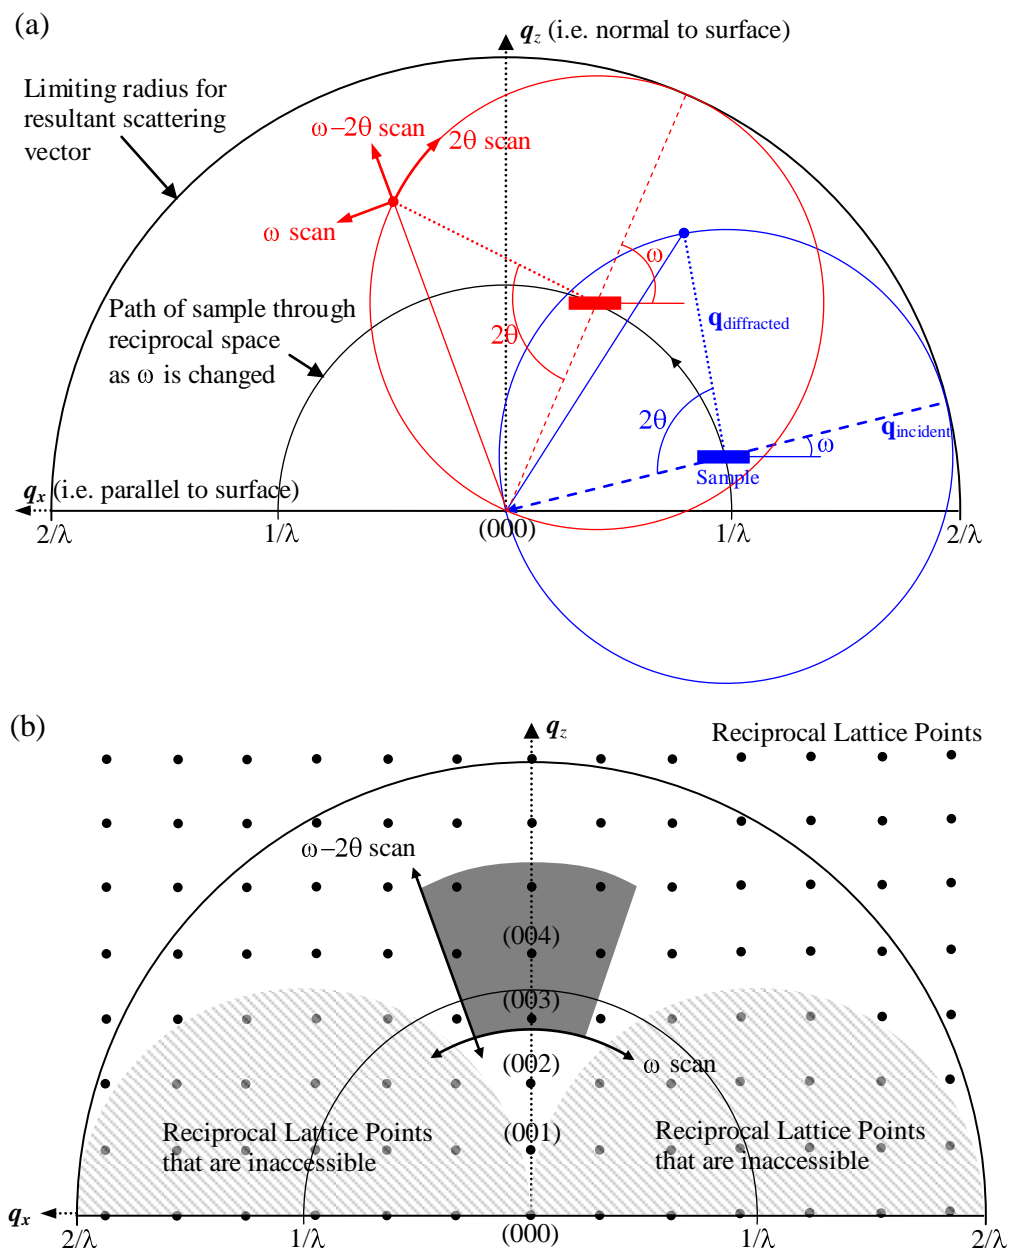 (a)
q_z (i.e. normal to surface)
Limiting radius for
resultant scattering
vector
ω−2θ scan
2θ scan
ω scan
ω
Path of sample through
reciprocal space
as ω is changed
2θ
q_diffracted
2θ
q_incident
ω
Sample
q_x (i.e. parallel to surface)
2/λ
1/λ
(000)
1/λ
2/λ
(b)
q_z
Reciprocal Lattice Points
ω−2θ scan
(004)
(003)
(002)
ω scan
(001)
Reciprocal Lattice Points
that are inaccessible
Reciprocal Lattice Points
that are inaccessible
q_x
2/λ
1/λ
(000)
1/λ
2/λ